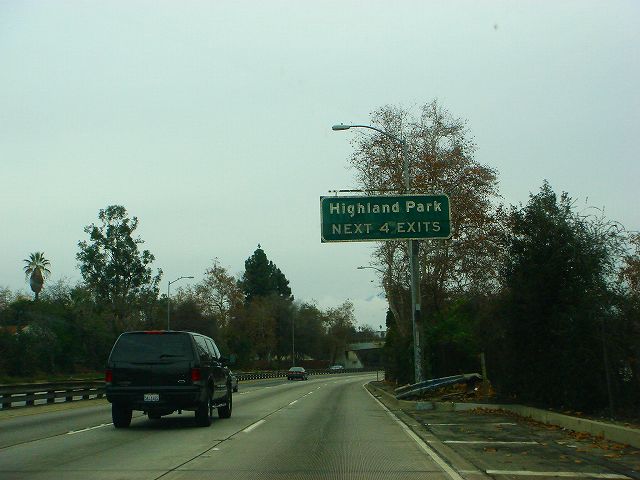 Highland Park
NEXT 4 EXITS